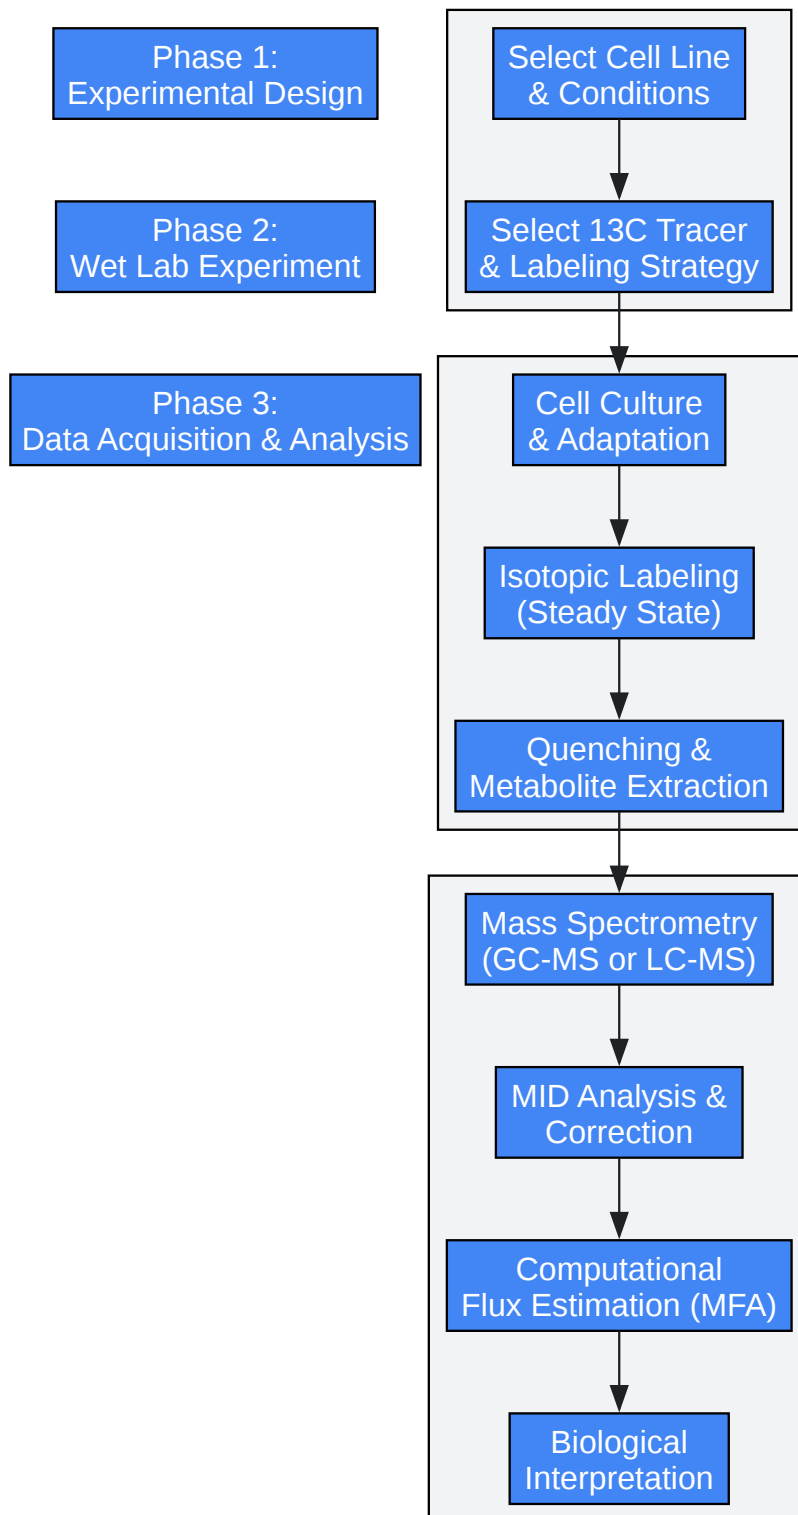 Phase 1:
Experimental Design
Select Cell Line
& Conditions
Phase 2:
Wet Lab Experiment
Select 13C Tracer
& Labeling Strategy
Phase 3:
Data Acquisition & Analysis
Cell Culture
& Adaptation
Isotopic Labeling
(Steady State)
Quenching &
Metabolite Extraction
Mass Spectrometry
(GC-MS or LC-MS)
MID Analysis &
Correction
Computational
Flux Estimation (MFA)
Biological
Interpretation